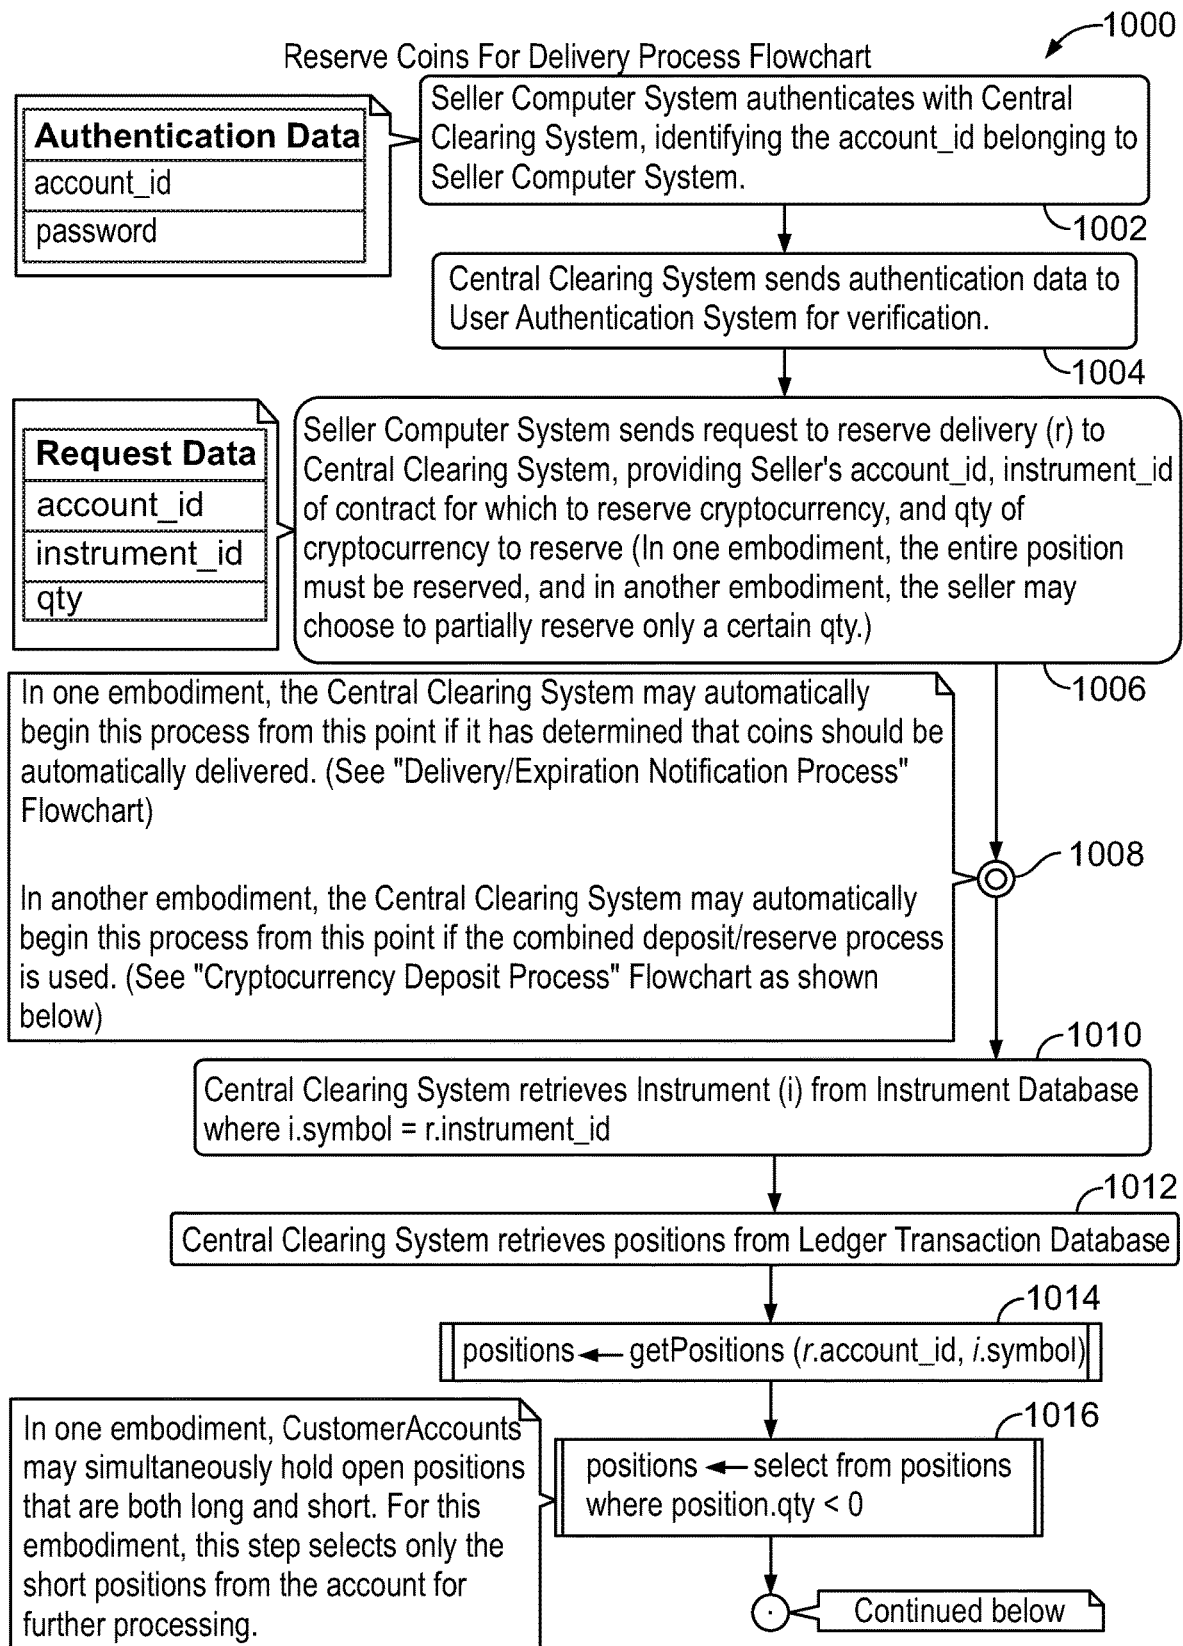 1000
Reserve Coins For Delivery Process Flowchart
Authentication Data
account_id
password
Seller Computer System authenticates with Central
Clearing System, identifying the account_id belonging to
Seller Computer System.
1002
Central Clearing System sends authentication data to
User Authentication System for verification.
1004
Request Data
account_id
instrument_id
qty
Seller Computer System sends request to reserve delivery (r) to
Central Clearing System, providing Seller's account_id, instrument_id
of contract for which to reserve cryptocurrency, and qty of
cryptocurrency to reserve (In one embodiment, the entire position
must be reserved, and in another embodiment, the seller may
choose to partially reserve only a certain qty.)
1006
In one embodiment, the Central Clearing System may automatically
begin this process from this point if it has determined that coins should be
automatically delivered. (See "Delivery/Expiration Notification Process"
Flowchart)
In another embodiment, the Central Clearing System may automatically
begin this process from this point if the combined deposit/reserve process
is used. (See "Cryptocurrency Deposit Process" Flowchart as shown
below)
1008
1010
Central Clearing System retrieves Instrument (i) from Instrument Database
where i.symbol = r.instrument_id
1012
Central Clearing System retrieves positions from Ledger Transaction Database
1014
positions ← getPositions (r.account_id, i.symbol)
1016
In one embodiment, CustomerAccounts
may simultaneously hold open positions
that are both long and short. For this
embodiment, this step selects only the
short positions from the account for
further processing.
positions ← select from positions
where position.qty < 0
Continued below